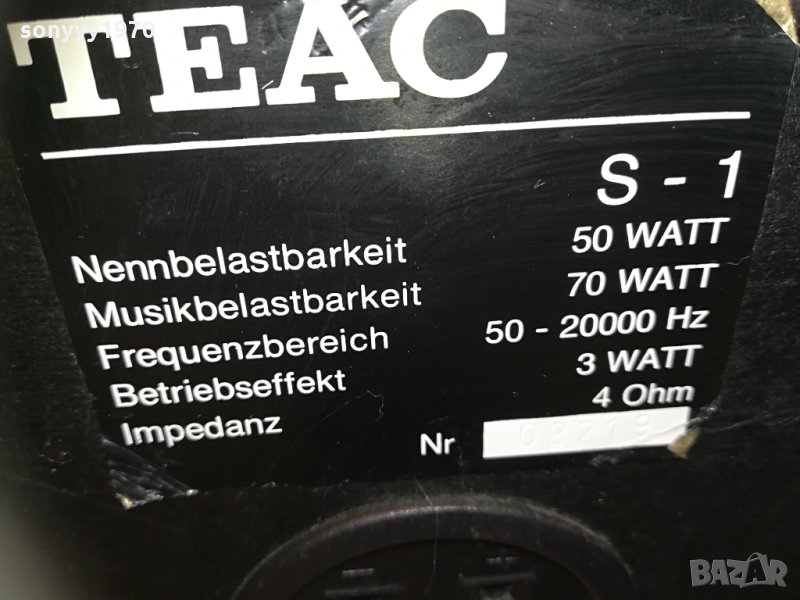 sonyyy1970
TEAC
S - 1
Nennbelastbarkeit 50 WATT
Musikbelastbarkeit 70 WATT
Frequenzbereich 50 - 20000 Hz
Betriebseffekt 3 WATT
Impedanz 4 Ohm
Nr 03219
BAZAR